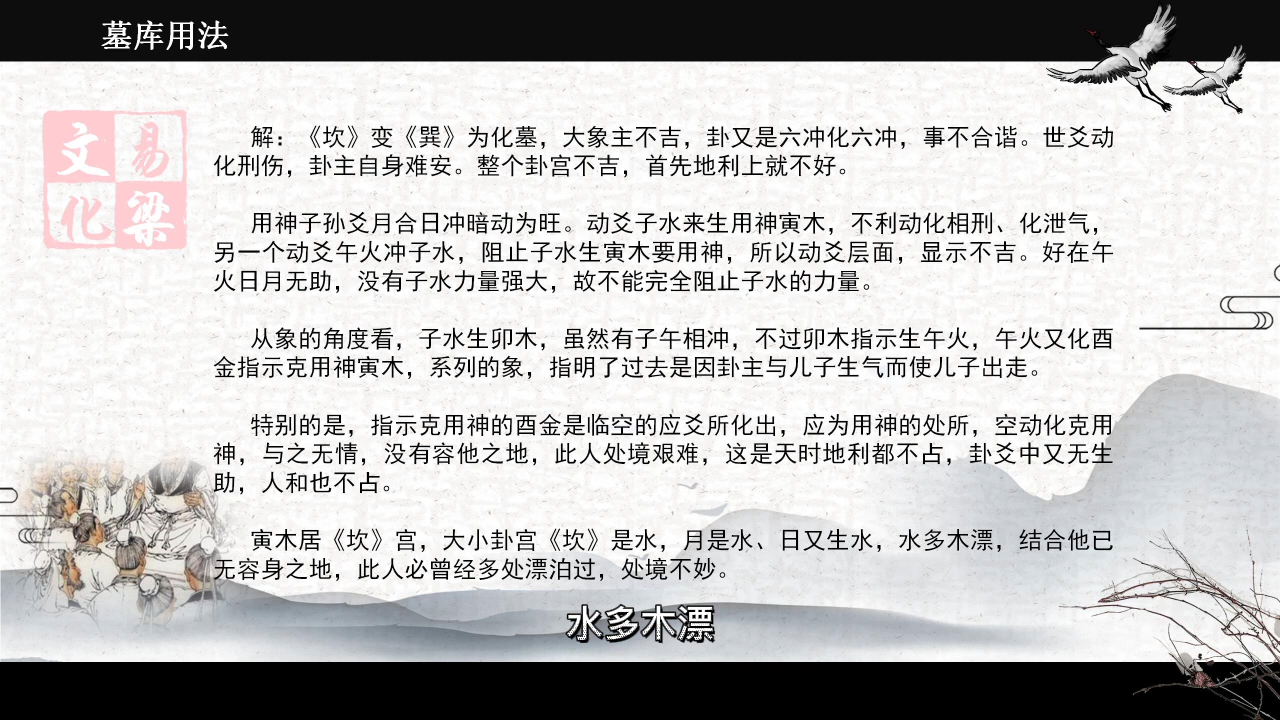 墓库用法
文易
化梁
解：《坎》变《巽》为化墓，大象主不吉，卦又是六冲化六冲，事不合谐。世爻动
化刑伤，卦主自身难安。整个卦宫不吉，首先地利上就不好。
用神子孙爻月合日冲暗动为旺。动爻子水来生用神寅木，不利动化相刑、化泄气，
另一个动爻午火冲子水，阻止子水生寅木要用神，所以动爻层面，显示不吉。好在午
火日月无助，没有子水力量强大，故不能完全阻止子水的力量。
从象的角度看，子水生卯木，虽然有子午相冲，不过卯木指示生午火，午火又化酉
金指示克用神寅木，系列的象，指明了过去是因卦主与儿子生气而使儿子出走。
特别的是，指示克用神的酉金是临空的应爻所化出，应为用神的处所，空动化克用
神，与之无情，没有容他之地，此人处境艰难，这是天时地利都不占，卦爻中又无生
助，人和也不占。
寅木居《坎》宫，大小卦宫《坎》是水，月是水、日又生水，水多木漂，结合他已
无容身之地，此人必曾经多处漂泊过，处境不妙。
水多木漂